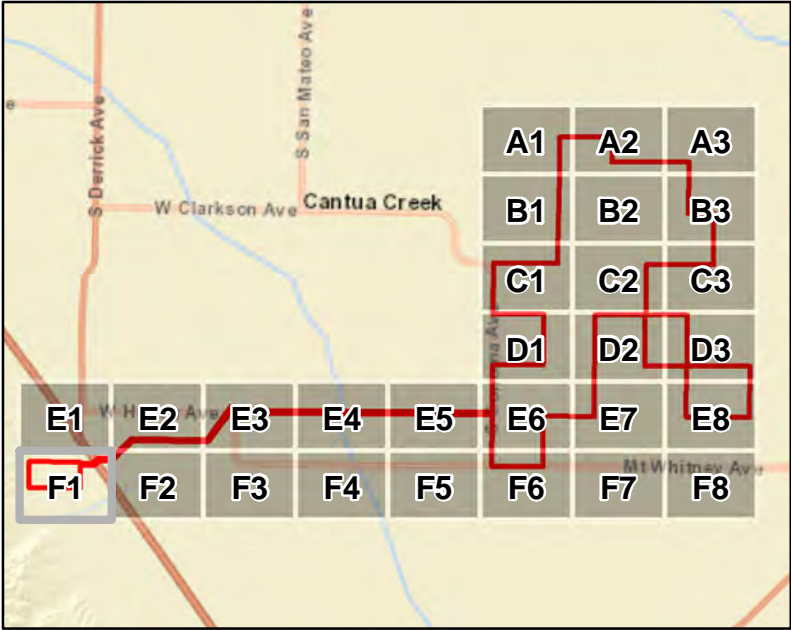 S San Mateo Ave
e
S Derrick Ave
A1 A2 A3
W Clarkson Ave Cantua Creek
B1 B2 B3
C1 C2 C3
D1 D2 D3
E1 E2 E3 E4 E5 E6 E7 E8
Mt Whitney Ave
F1 F2 F3 F4 F5 F6 F7 F8